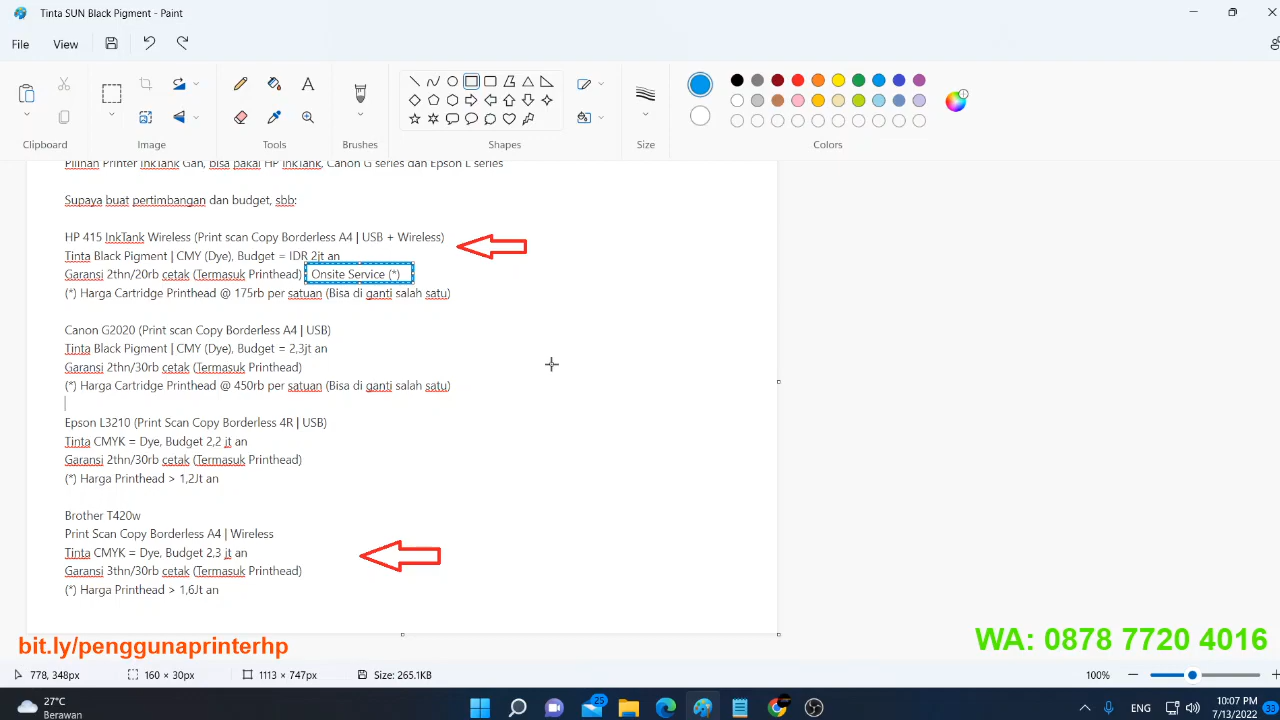 Tinta SUN Black Pigment - Paint
File View
Clipboard
Image
Tools
Brushes
Shapes
Size
Colors
Pilihan Printer InkTank Gan, bisa pakai HP InkTank, Canon G series dan Epson L series
Supaya buat pertimbangan dan budget, sbb:
HP 415 InkTank Wireless (Print scan Copy Borderless A4 | USB + Wireless)
Tinta Black Pigment | CMY (Dye), Budget = IDR 2jt an
Garansi 2thn/20rb cetak (Termasuk Printhead) Onsite Service (*)
(*) Harga Cartridge Printhead @ 175rb per satuan (Bisa di ganti salah satu)
Canon G2020 (Print scan Copy Borderless A4 | USB)
Tinta Black Pigment | CMY (Dye), Budget = 2,3jt an
Garansi 2thn/30rb cetak (Termasuk Printhead)
(*) Harga Cartridge Printhead @ 450rb per satuan (Bisa di ganti salah satu)
Epson L3210 (Print Scan Copy Borderless 4R | USB)
Tinta CMYK = Dye, Budget 2,2 jt an
Garansi 2thn/30rb cetak (Termasuk Printhead)
(*) Harga Printhead > 1,2Jt an
Brother T420w
Print Scan Copy Borderless A4 | Wireless
Tinta CMYK = Dye, Budget 2.3 jt an
Garansi 3thn/30rb cetak (Termasuk Printhead)
(*) Harga Printhead > 1,6Jt an
bit.ly/penggunaprinterhp
WA: 0878 7720 4016
778, 348px
160 × 30px
1113 × 747px
Size: 265.1KB
100%
27°C
Berawan
25
ENG
10:07 PM
7/13/2022
33